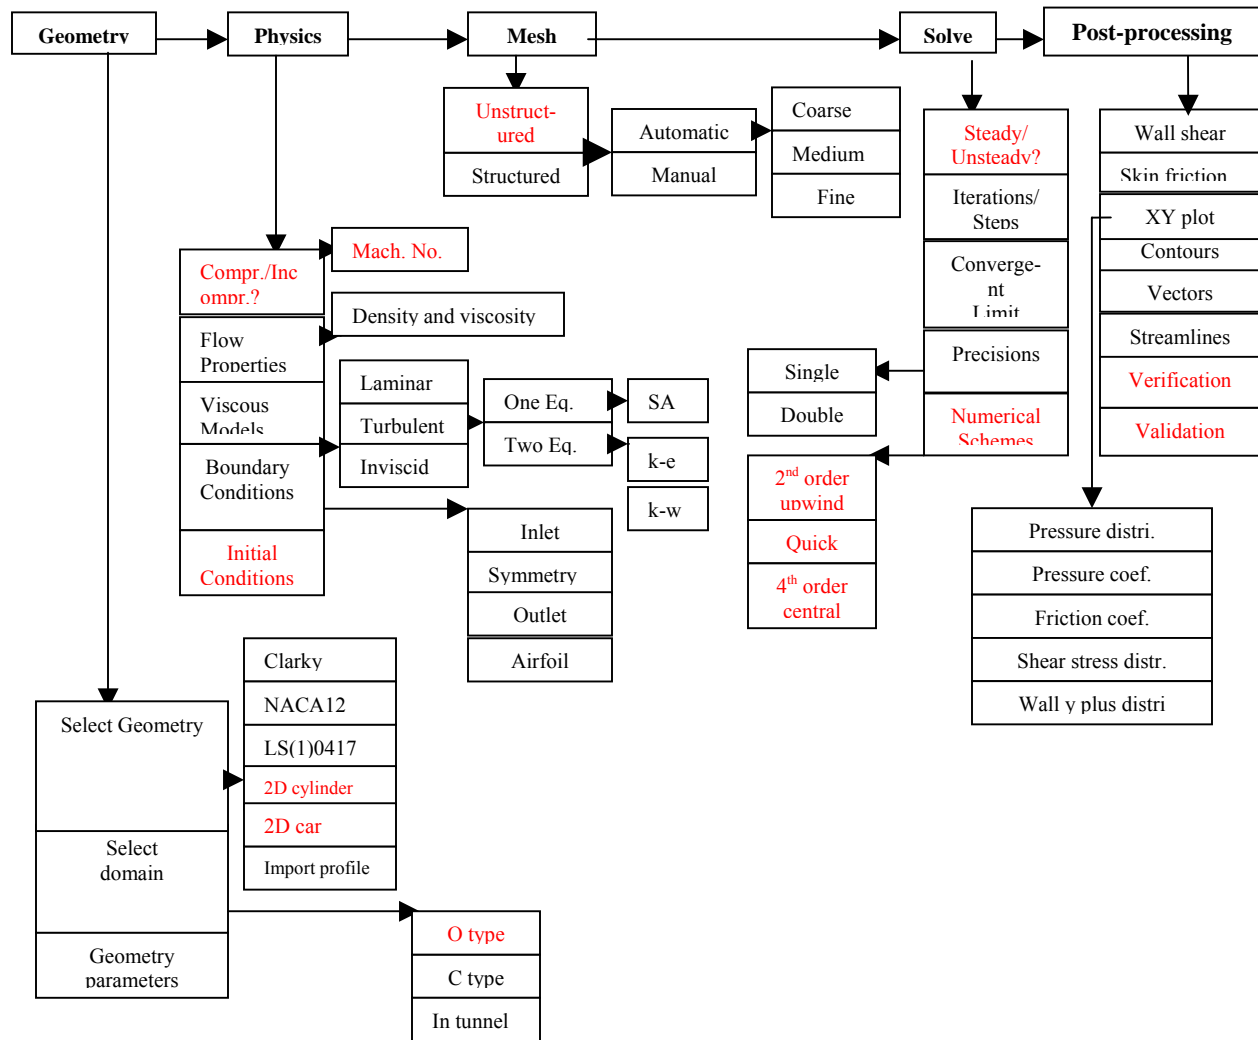 Geometry
Physics
Mesh
Solve
Post-processing
Unstruct-
ured
Structured
Automatic
Manual
Coarse
Medium
Fine
Steady/
Unsteady?
Iterations/
Steps
Converge-
nt
Limit
Precisions
Numerical
Schemes
Single
Double
2nd order
upwind
Quick
4th order
central
Wall shear
Skin friction
XY plot
Contours
Vectors
Streamlines
Verification
Validation
Pressure distri.
Pressure coef.
Friction coef.
Shear stress distr.
Wall y plus distri
Compr./Inc
ompr.?
Flow
Properties
Viscous
Models
Boundary
Conditions
Initial
Conditions
Mach. No.
Density and viscosity
Laminar
Turbulent
Inviscid
One Eq.
Two Eq.
SA
k-e
k-w
Inlet
Symmetry
Outlet
Airfoil
Select Geometry
Select
domain
Geometry
parameters
Clarky
NACA12
LS(1)0417
2D cylinder
2D car
Import profile
O type
C type
In tunnel